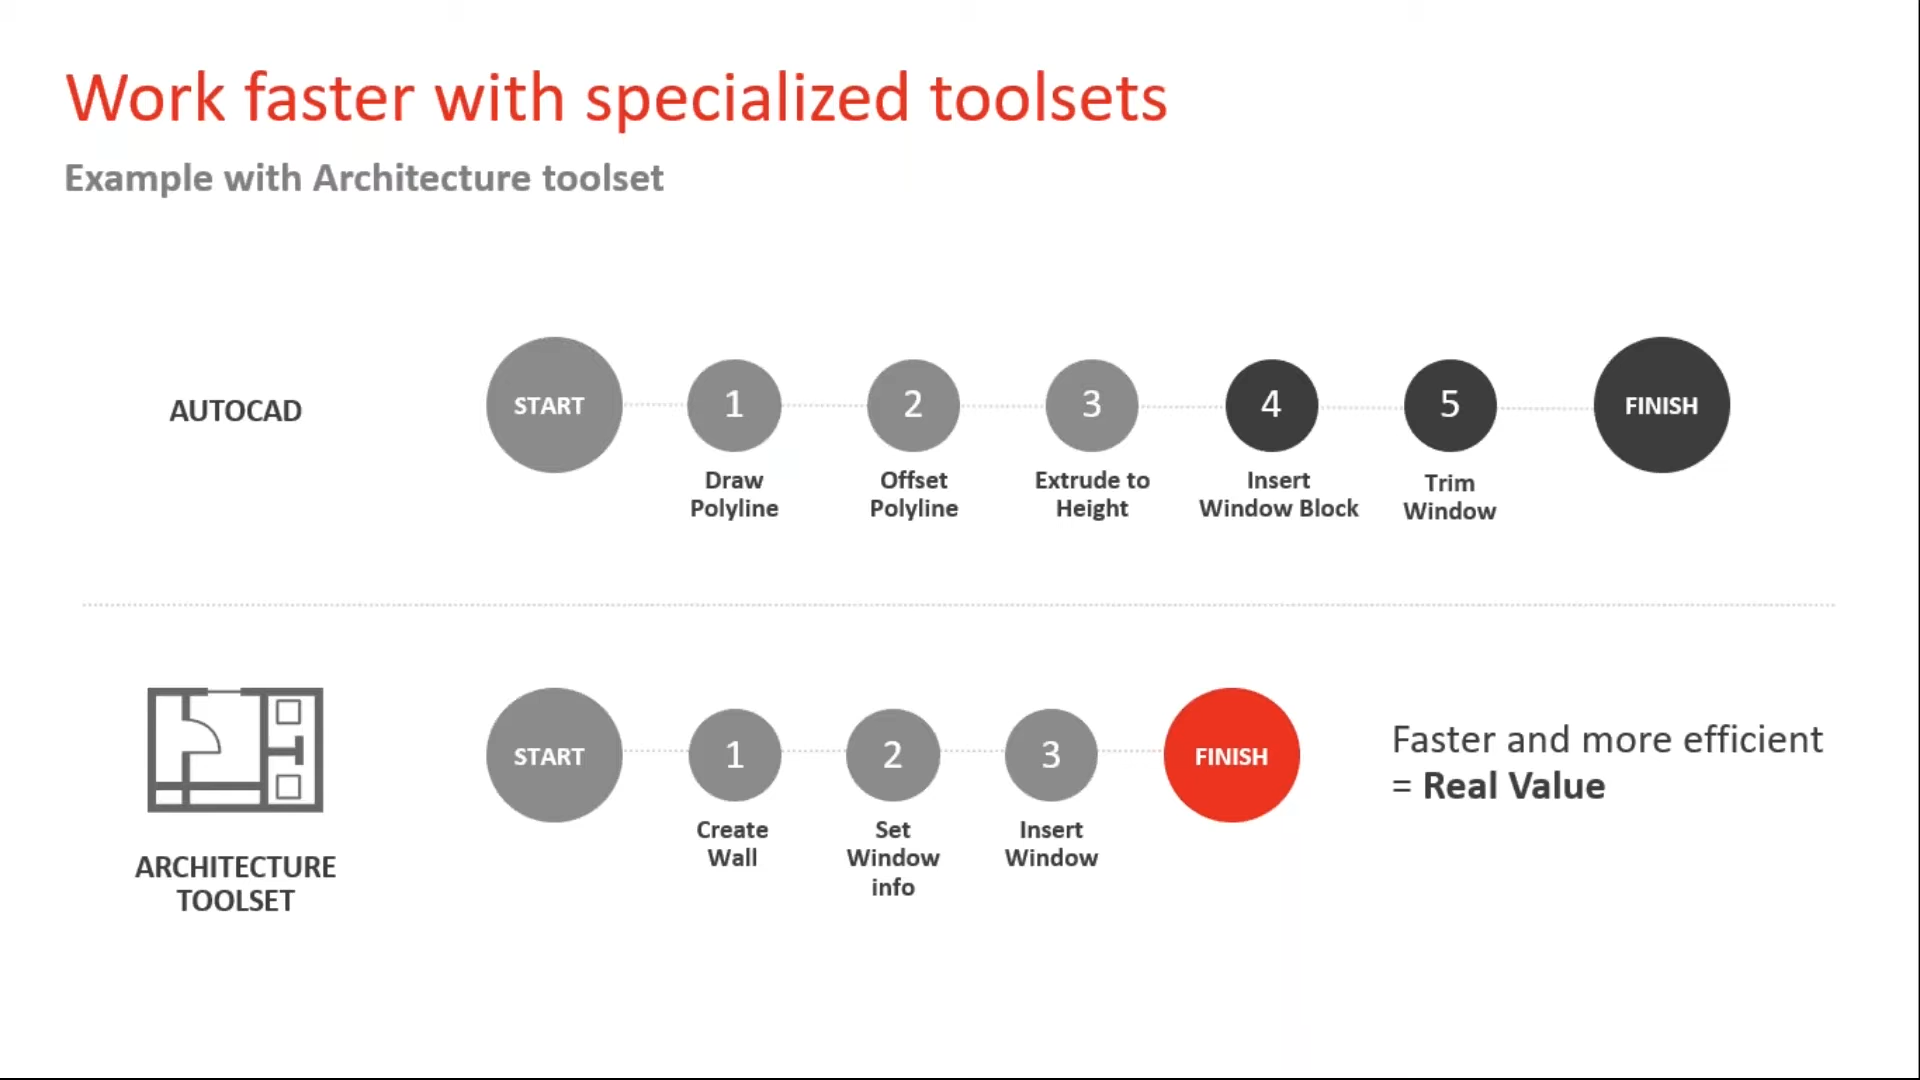 Work faster with specialized toolsets
Example with Architecture toolset
AUTOCAD
START
1
2
3
4
5
FINISH
Draw
Polyline
Offset
Polyline
Extrude to
Height
Insert
Window Block
Trim
Window
ARCHITECTURE
TOOLSET
START
1
2
3
FINISH
Create
Wall
Set
Window
info
Insert
Window
Faster and more efficient
= Real Value